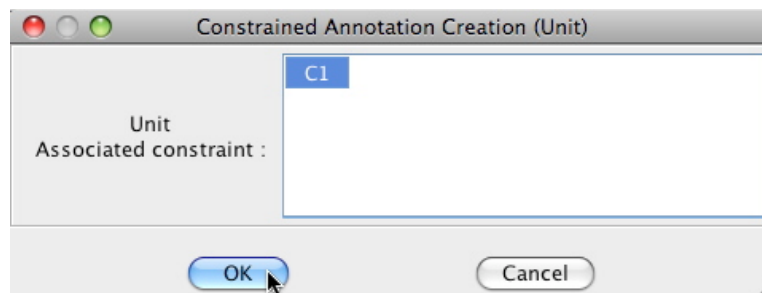 Constrained Annotation Creation (Unit)
C1
Unit
Associated constraint :
OK
Cancel